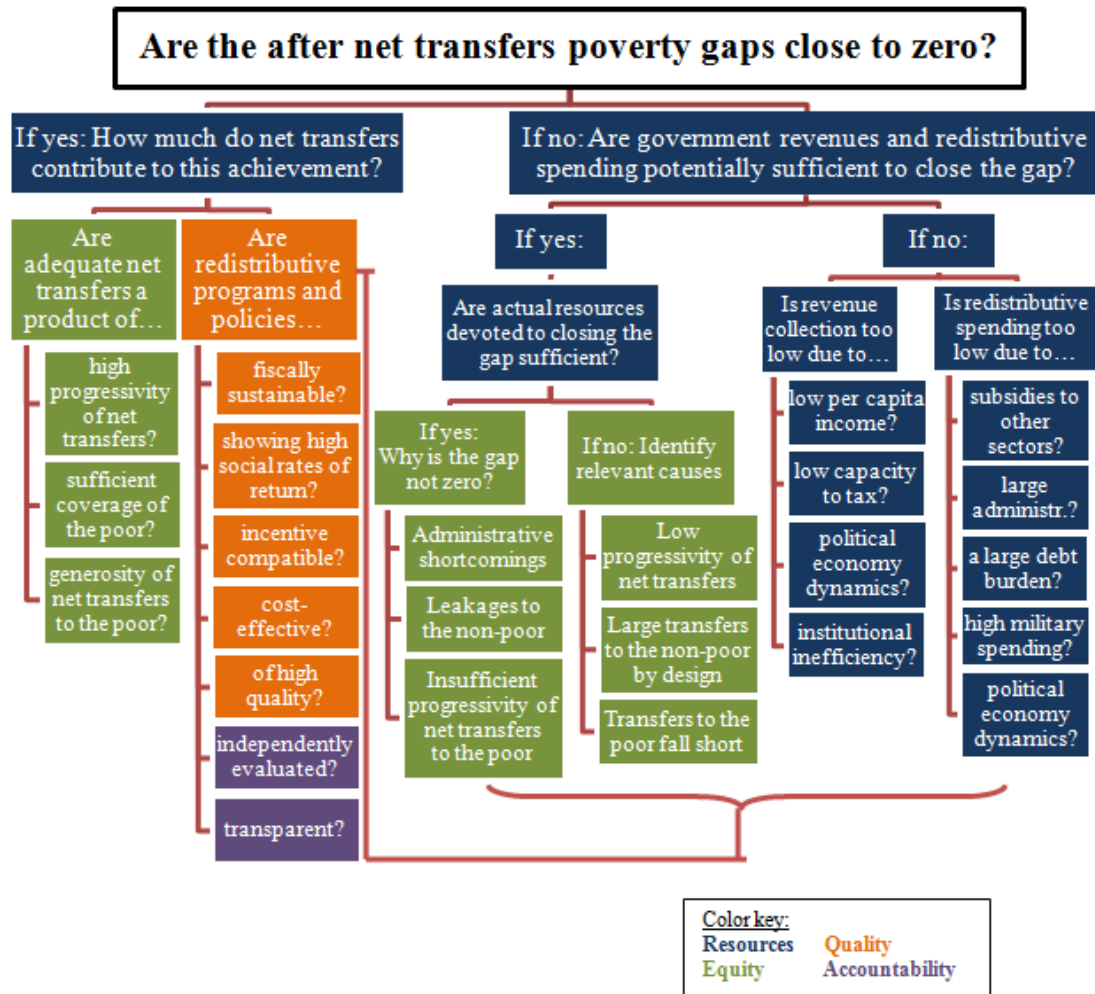 Are the after net transfers poverty gaps close to zero?
If yes: How much do net transfers
contribute to this achievement?
If no: Are government revenues and redistributive
spending potentially sufficient to close the gap?
Are
adequate net
transfers a
product of…
high
progressivity
of net
transfers?
sufficient
coverage of
the poor?
generosity of
net transfers
to the poor?
Are
redistributive
programs and
policies…
fiscally
sustainable?
showing high
social rates of
return?
incentive
compatible?
cost-
effective?
of high
quality?
independently
evaluated?
transparent?
If yes:
Are actual resources
devoted to closing the
gap sufficient?
If yes:
Why is the gap
not zero?
Administrative
shortcomings
Leakages to
the non-poor
Insufficient
progressivity of
net transfers
to the poor
If no: Identify
relevant causes
Low
progressivity of
net transfers
Large transfers
to the non-poor
by design
Transfers to the
poor fall short
If no:
Is revenue
collection too
low due to…
low per capita
income?
low capacity
to tax?
political
economy
dynamics?
institutional
inefficiency?
Is redistributive
spending too
low due to…
subsidies to
other
sectors?
large
administr.?
a large debt
burden?
high military
spending?
political
economy
dynamics?
Color key:
Resources Quality
Equity Accountability